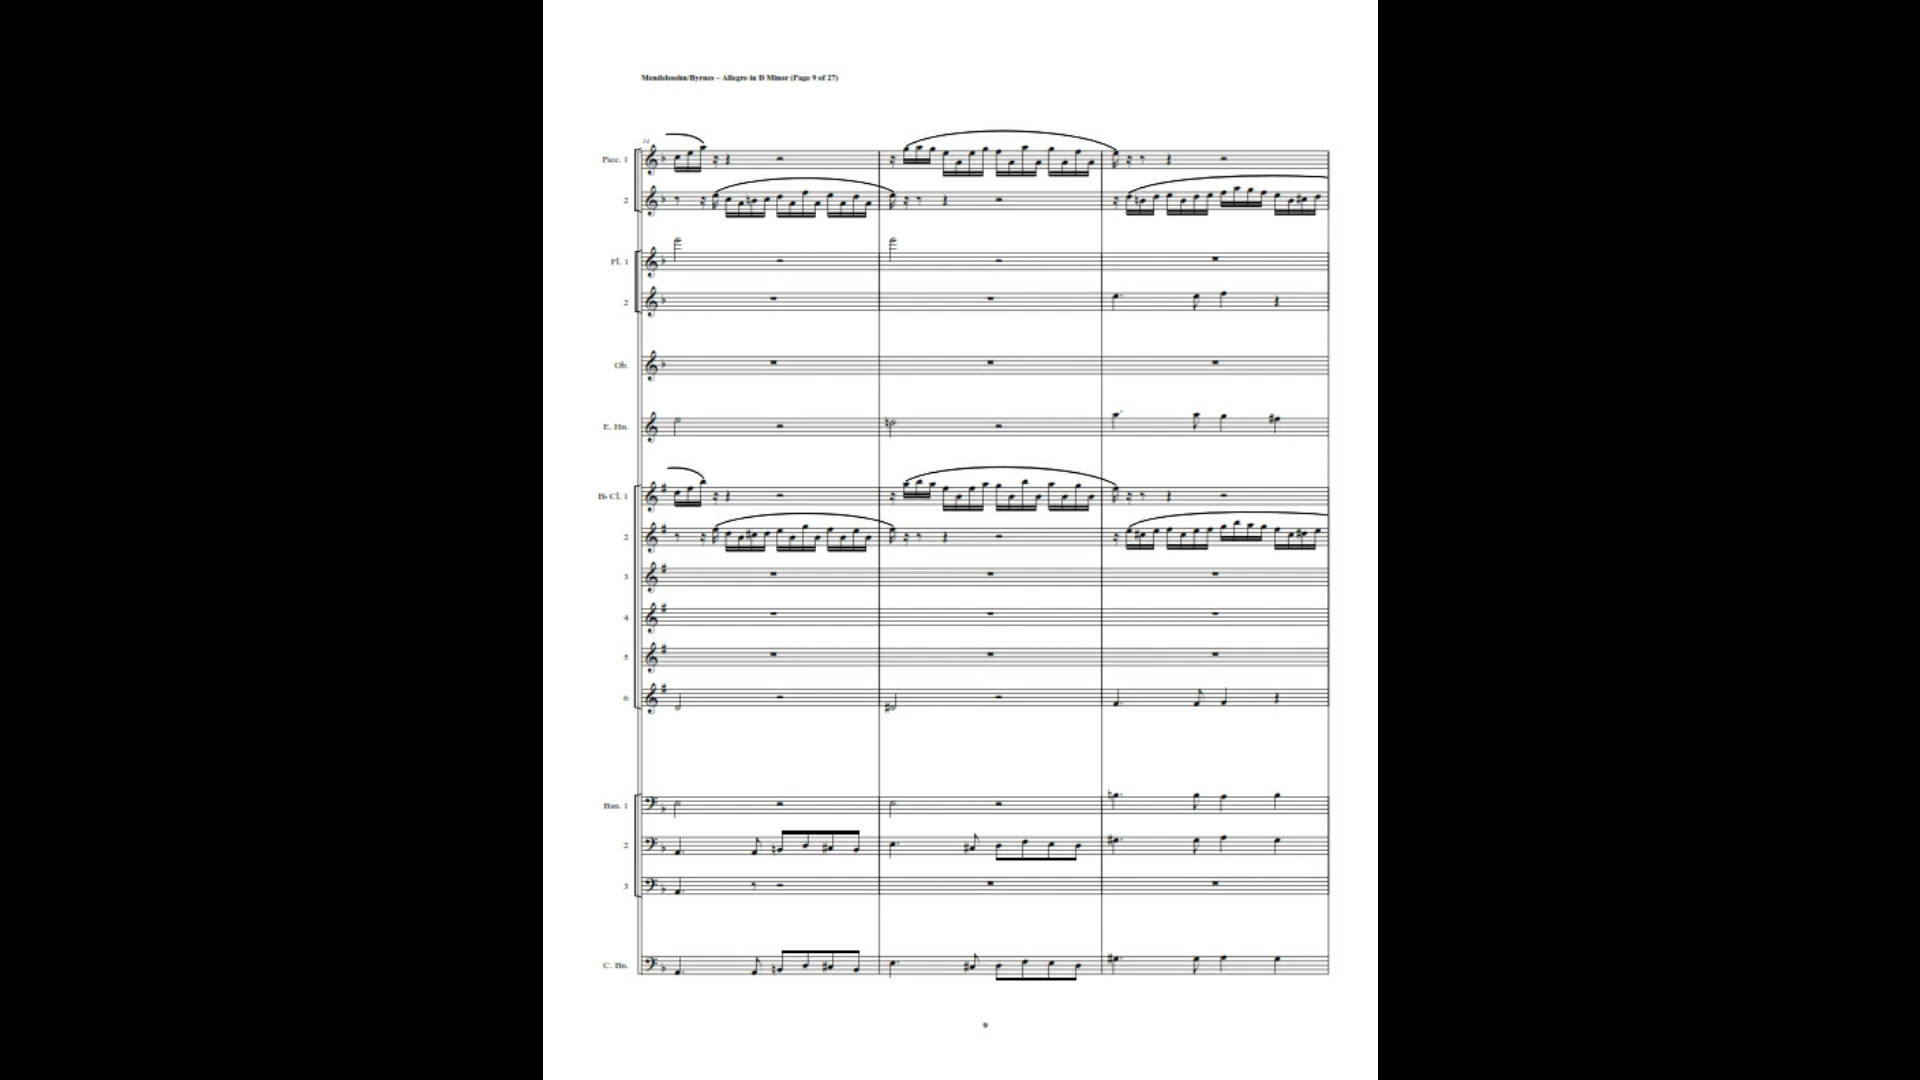 Mendelssohn/Byrnes – Allegro in D Minor (Page 9 of 27)
Picc. 1
2
Fl. 1
2
Ob.
E. Hn.
B♭ Cl. 1
2
3
4
5
6
Bsn. 1
2
3
C. Bn.
9